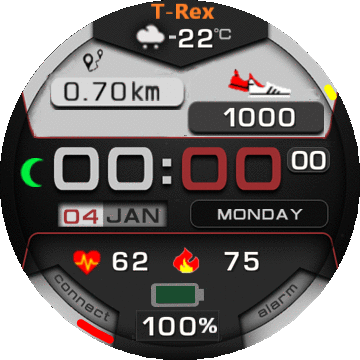 T-Rex
-22°C
0.70km
1000
00:00 00
04 JAN
MONDAY
62 75
connect
alarm
100%